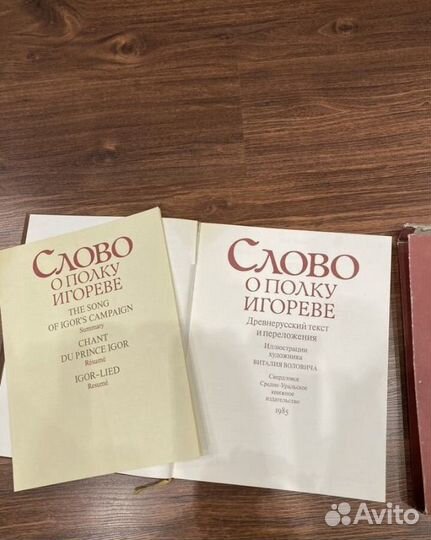 СЛОВО
О ПОЛКУ
ИГОРЕВЕ
THE SONG
OF IGOR'S CAMPAIGN
Summary
CHANT
DU PRINCE IGOR
Résumé
IGOR-LIED
Resumé
СЛОВО
О ПОЛКУ
ИГОРЕВЕ
Древнерусский текст
и переложения
Иллюстрации
художника
ВИТАЛИЯ ВОЛОВИЧА
Свердловск
Средне-Уральское
книжное
издательство
1985
Avito